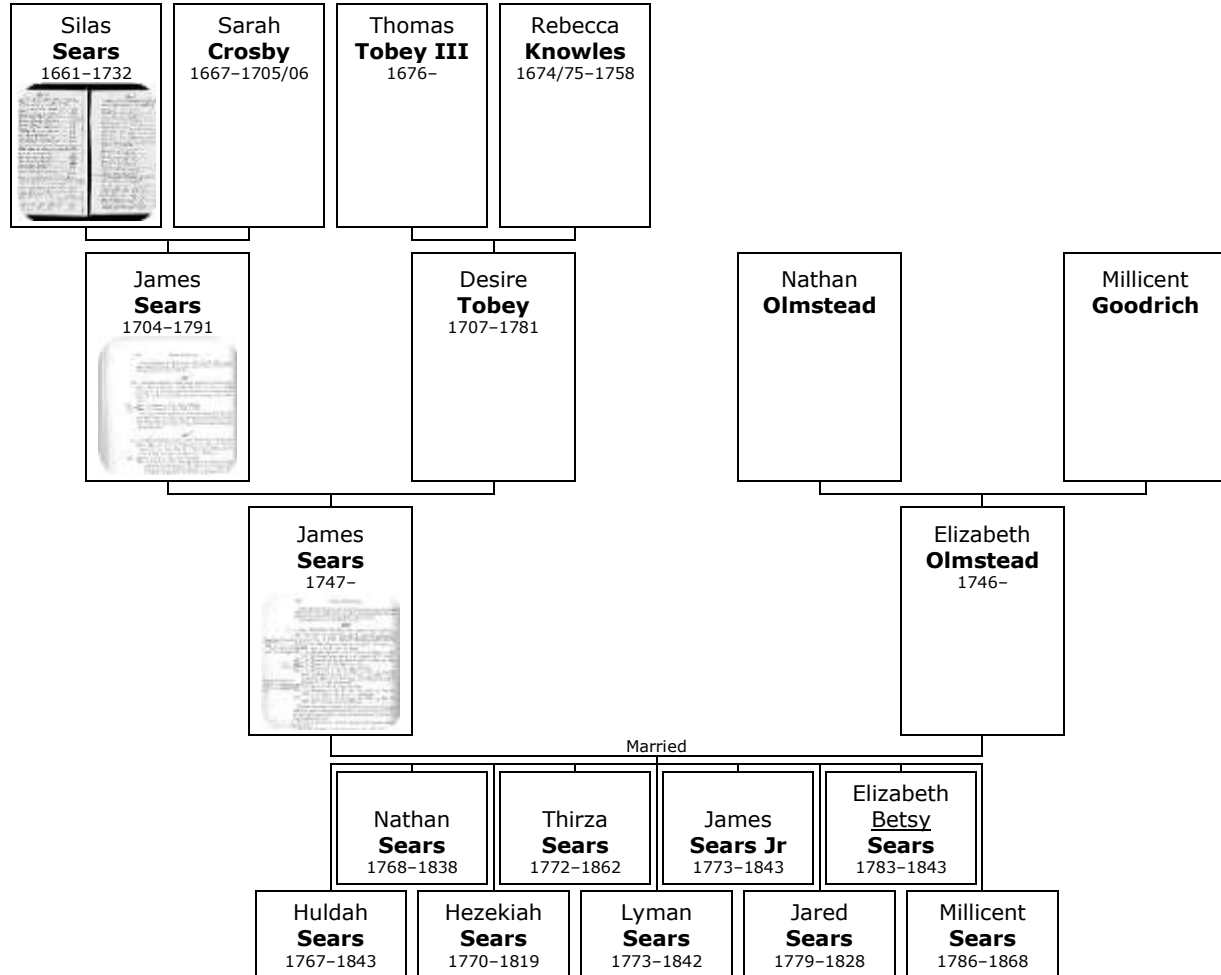 Silas
Sears
1661–1732
Sarah
Crosby
1667–1705/06
Thomas
Tobey III
1676–
Rebecca
Knowles
1674/75–1758
James
Sears
1704–1791
Desire
Tobey
1707–1781
Nathan
Olmstead
Millicent
Goodrich
James
Sears
1747–
Elizabeth
Olmstead
1746–
Married
Nathan
Sears
1768–1838
Thirza
Sears
1772–1862
James
Sears Jr
1773–1843
Elizabeth
Betsy
Sears
1783–1843
Huldah
Sears
1767–1843
Hezekiah
Sears
1770–1819
Lyman
Sears
1773–1842
Jared
Sears
1779–1828
Millicent
Sears
1786–1868